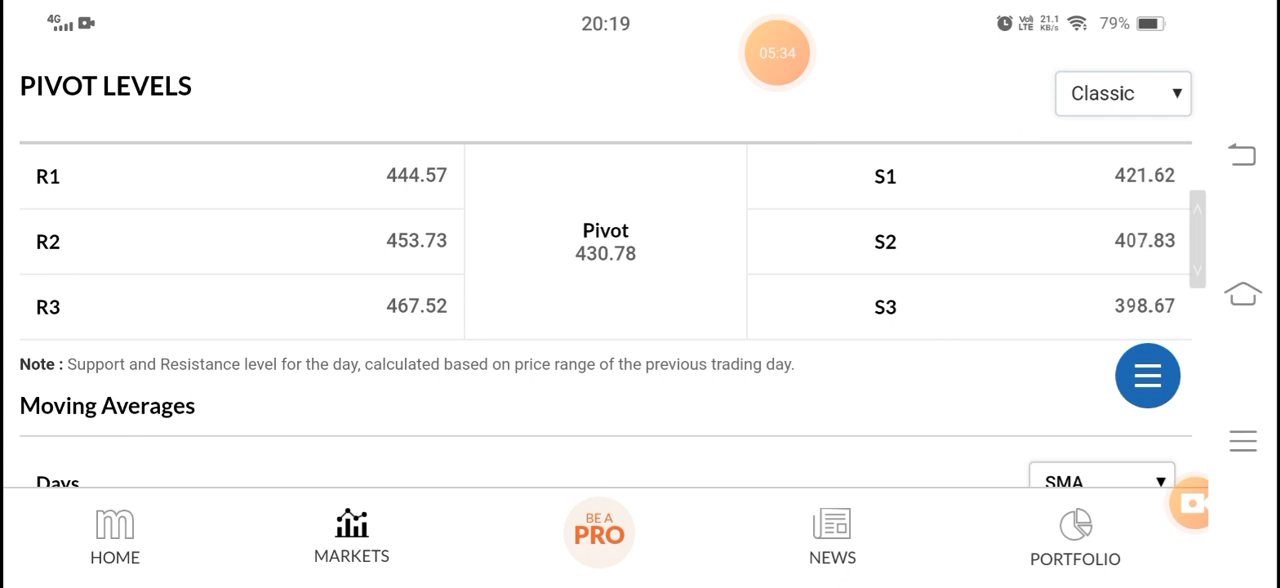 4G 20:19 Voll LTE 21.1 KB/s 79%
05:34
PIVOT LEVELS Classic
R1 444.57 S1 421.62
Pivot
R2 453.73 430.78 S2 407.83
R3 467.52 S3 398.67
Note : Support and Resistance level for the day, calculated based on price range of the previous trading day.
Moving Averages
Days SMA
HOME MARKETS BE A PRO NEWS PORTFOLIO